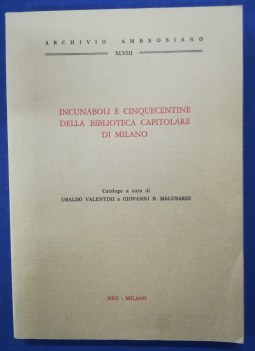 ARCHIVIO AMBROSIANO
XLVIII
INCUNABOLI E CINQUECENTINE
DELLA BIBLIOTECA CAPITOLARE
DI MILANO
Catalogo a cura di
UBALDO VALENTINI e GIOVANNI B. MALUSARDI
NED - MILANO